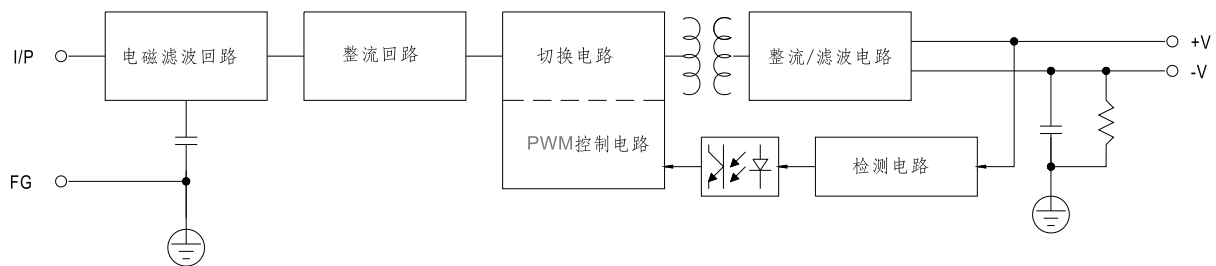 I/P
电磁滤波回路
整流回路
切换电路
整流/滤波电路
+V
-V
PWM控制电路
检测电路
FG